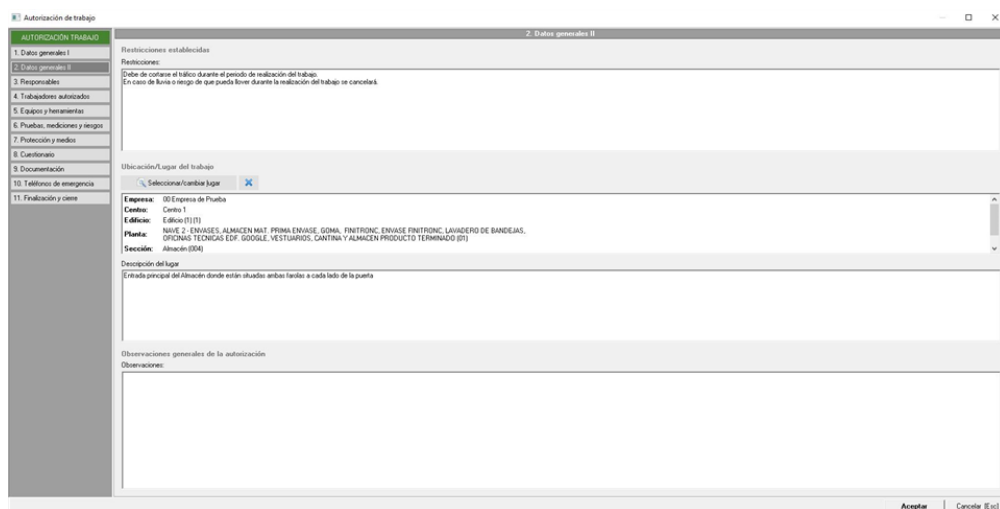 Autorización de trabajo
AUTORIZACIÓN TRABAJO
1. Datos generales I
2. Datos generales II
3. Responsables
4. Trabajadores autorizados
5. Equipos y herramientas
6. Pruebas, mediciones y riesgos
7. Protección y medios
8. Cuestionario
9. Documentación
10. Teléfonos de emergencia
11. Finalización y cierre
2. Datos generales II
Restricciones establecidas
Restricciones:
Debe de cortarse el tráfico durante el periodo de realización del trabajo.
En caso de lluvia o riesgo de que pueda llover durante la realización del trabajo se cancelará.
Ubicación/Lugar del trabajo
Seleccionar/cambiar lugar
Empresa: 00 Empresa de Prueba
Centro: Centro 1
Edificio: Edificio (1) (1)
Planta: NAVE 2 - ENVASES, ALMACEN MAT. PRIMA ENVASE, GOMA, FINITRONC, ENVASE FINITRONC, LAVADERO DE BANDEJAS,
OFICINAS TECNICAS EDF. GOOGLE, VESTUARIOS, CANTINA Y ALMACEN PRODUCTO TERMINADO (01)
Sección: Almacén (004)
Descripción del lugar
Entrada principal del Almacén donde están situadas ambas farolas a cada lado de la puerta
Observaciones generales de la autorización
Observaciones:
Aceptar
Cancelar (Esc)